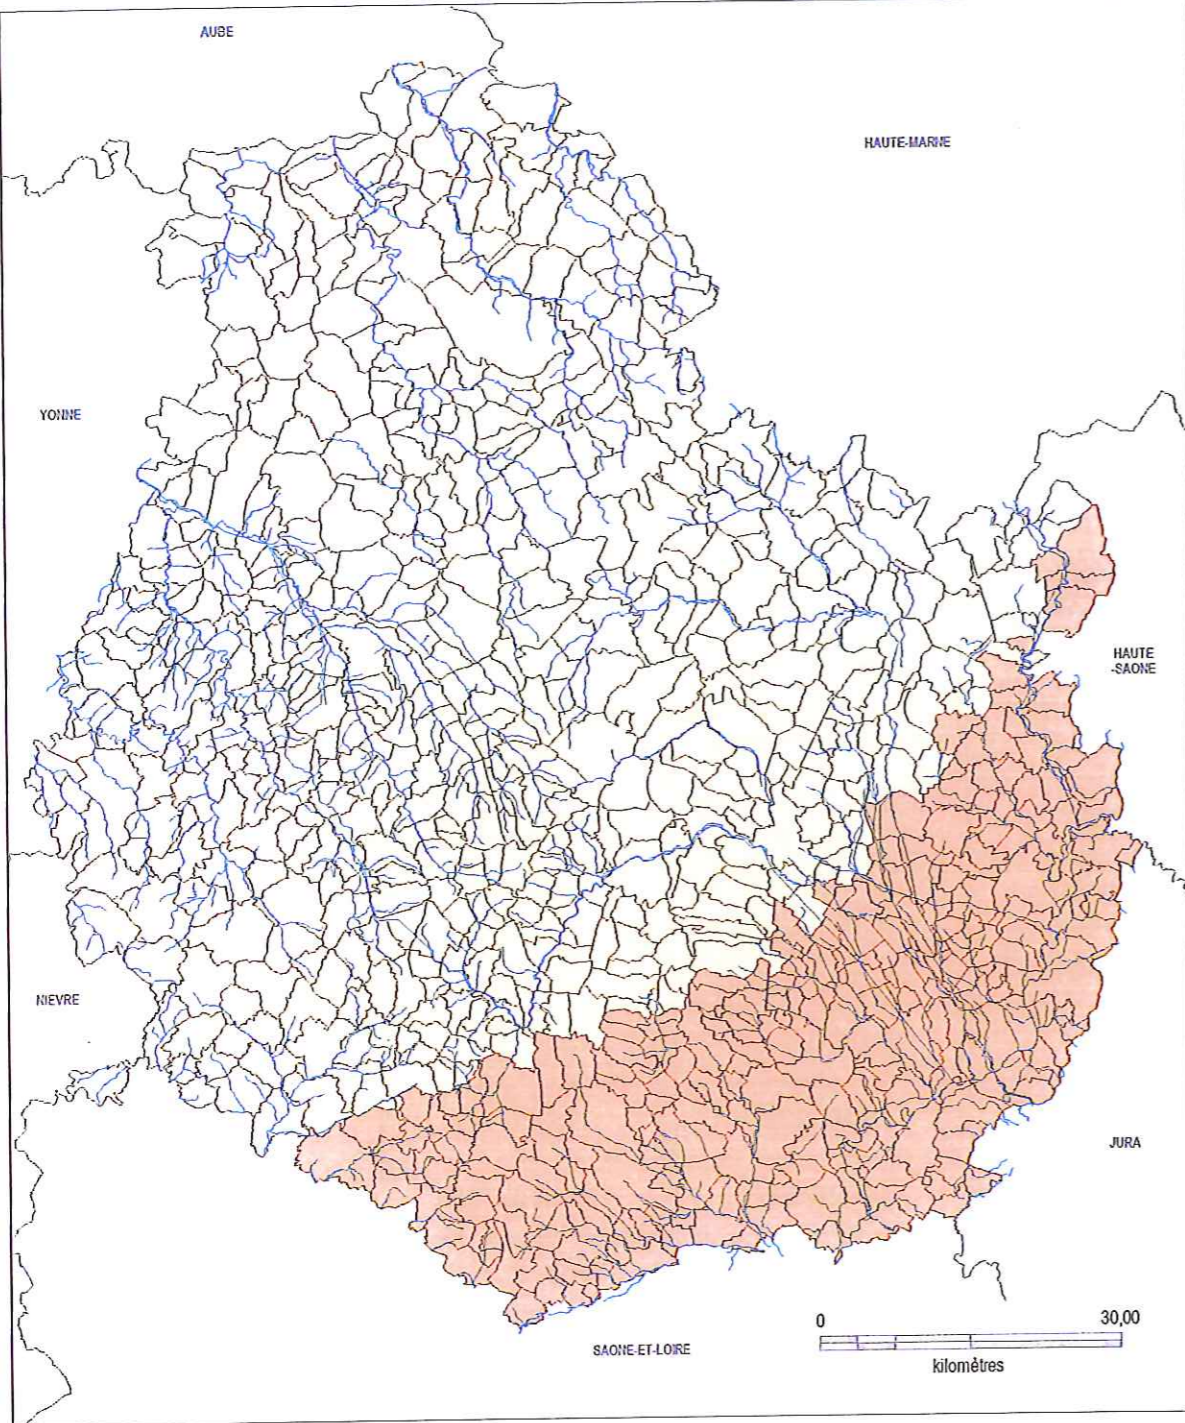 AUBE
HAUTE-MARNE
YONNE
HAUTE
-SAONE
NIEVRE
JURA
0 30,00
SAONE-ET-LOIRE
kilomètres